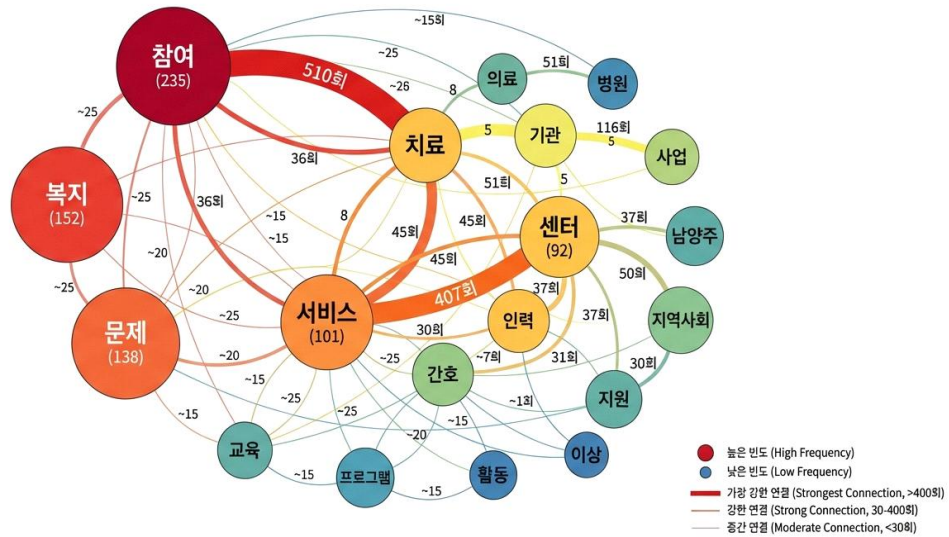 ~15회
참여
(235)
~25
51회
510회
~26
의료
병원
8
~25
5
기관
116회
5
치료
사업
36회
51회
5
복지
(152)
~25
36회
8
~15
45회
센터
(92)
37회
남양주
~15
45회
~20
45회
50회
~25
~20
407회
37회
서비스
(101)
인력
37회
지역사회
문제
(138)
~25
30회
~20
~25
~7회
31회
30회
간호
~15
~25
~1회
지원
~15
~25
~15
~20
교육
이상
~15
프로그램
활동
~15
높은 빈도 (High Frequency)
낮은 빈도 (Low Frequency)
가장 강한 연결 (Strongest Connection, >400회)
강한 연결 (Strong Connection, 30-400회)
중간 연결 (Moderate Connection, <30회)